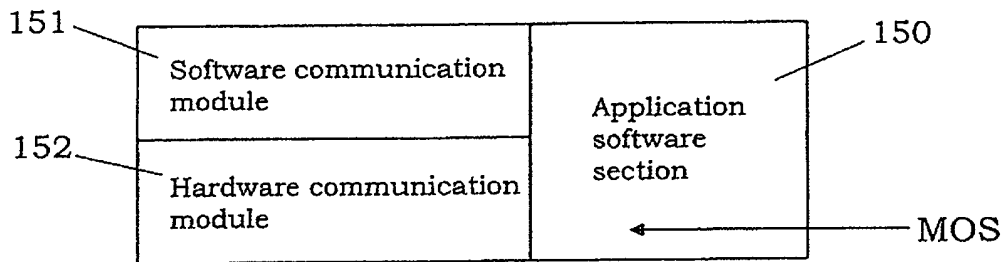 151
150
Software communication
module
Application
software
section
152
Hardware communication
module
MOS